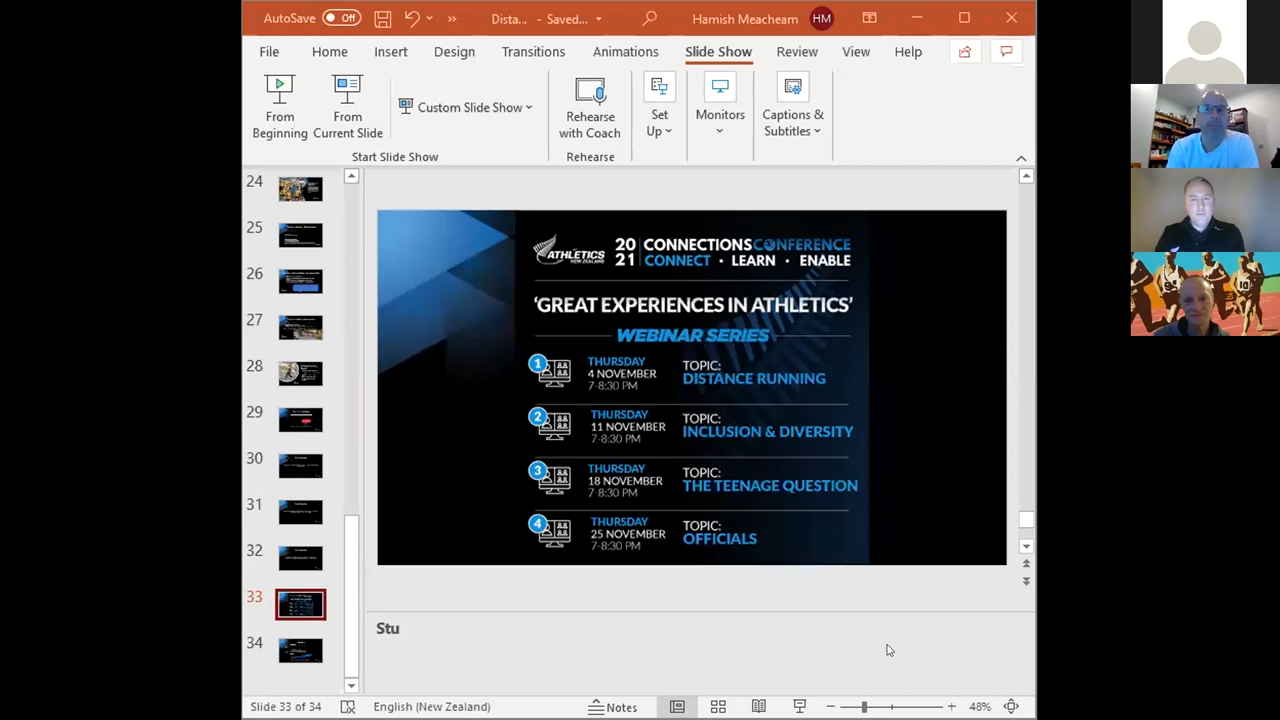 AutoSave Off Dista... - Saved... Hamish Meacheam HM
File Home Insert Design Transitions Animations Slide Show Review View Help
From Beginning
From Current Slide
Custom Slide Show
Rehearse with Coach
Set Up
Monitors
Captions & Subtitles
Start Slide Show
Rehearse
24
25
26
27
28
29
30
31
32
33
34
ATHLETICS NEW ZEALAND
2021 CONNECTIONS CONFERENCE
CONNECT • LEARN • ENABLE
‘GREAT EXPERIENCES IN ATHLETICS’
WEBINAR SERIES
1 THURSDAY
4 NOVEMBER
7-8:30 PM
TOPIC:
DISTANCE RUNNING
2 THURSDAY
11 NOVEMBER
7-8:30 PM
TOPIC:
INCLUSION & DIVERSITY
3 THURSDAY
18 NOVEMBER
7-8:30 PM
TOPIC:
THE TEENAGE QUESTION
4 THURSDAY
25 NOVEMBER
7-8:30 PM
TOPIC:
OFFICIALS
Stu
Slide 33 of 34 English (New Zealand) Notes 48%